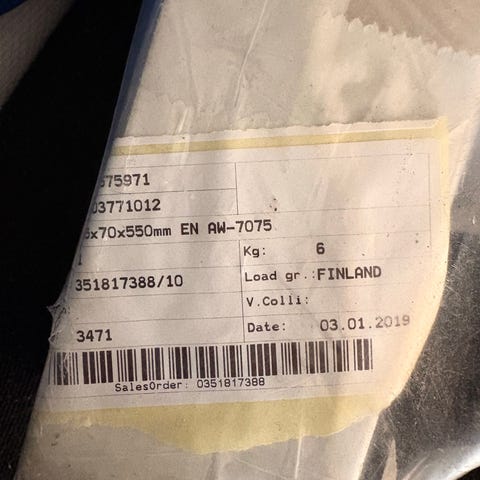 675971
03771012
x70x550mm EN AW-7075
Kg: 6
351817388/10 Load gr.:FINLAND
V.Colli:
3471 Date: 03.01.2019
SalesOrder: 0351817388